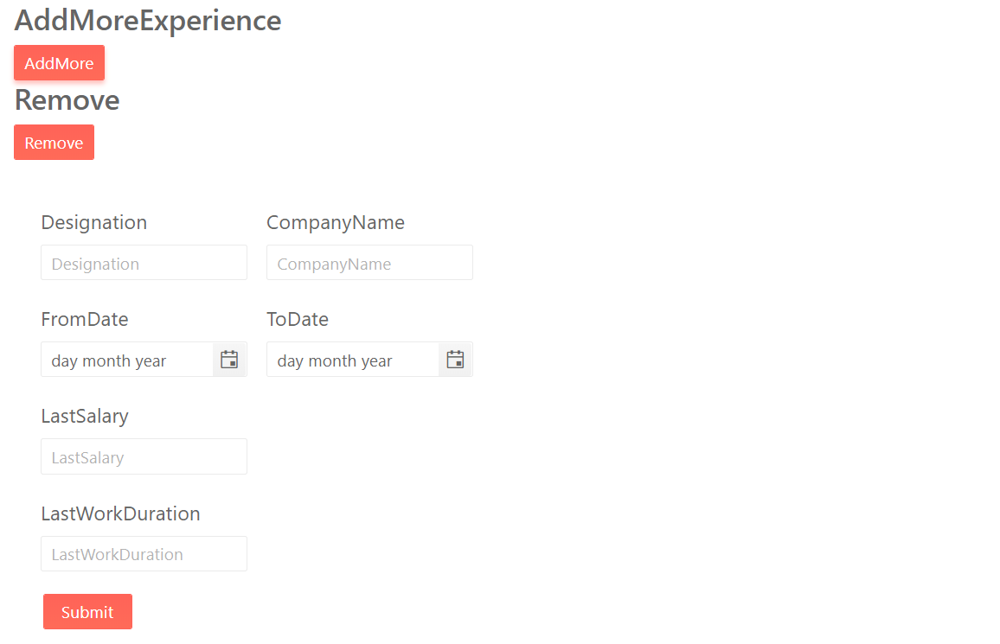 AddMoreExperience
AddMore
Remove
Remove
Designation CompanyName
Designation CompanyName
FromDate ToDate
day month year day month year
LastSalary
LastSalary
LastWorkDuration
LastWorkDuration
Submit